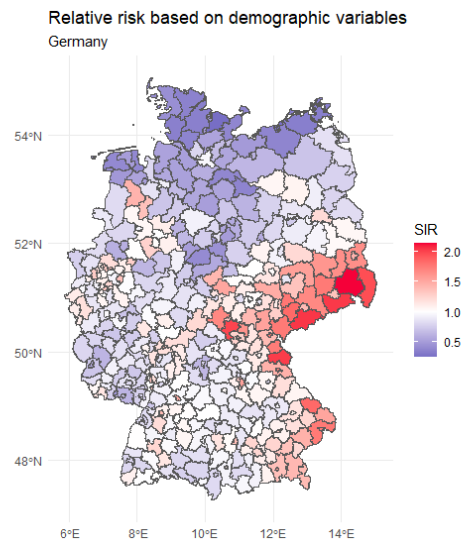 Relative risk based on demographic variables
Germany
54°N
52°N
50°N
48°N
6°E
8°E
10°E
12°E
14°E
SIR
2.0
1.5
1.0
0.5